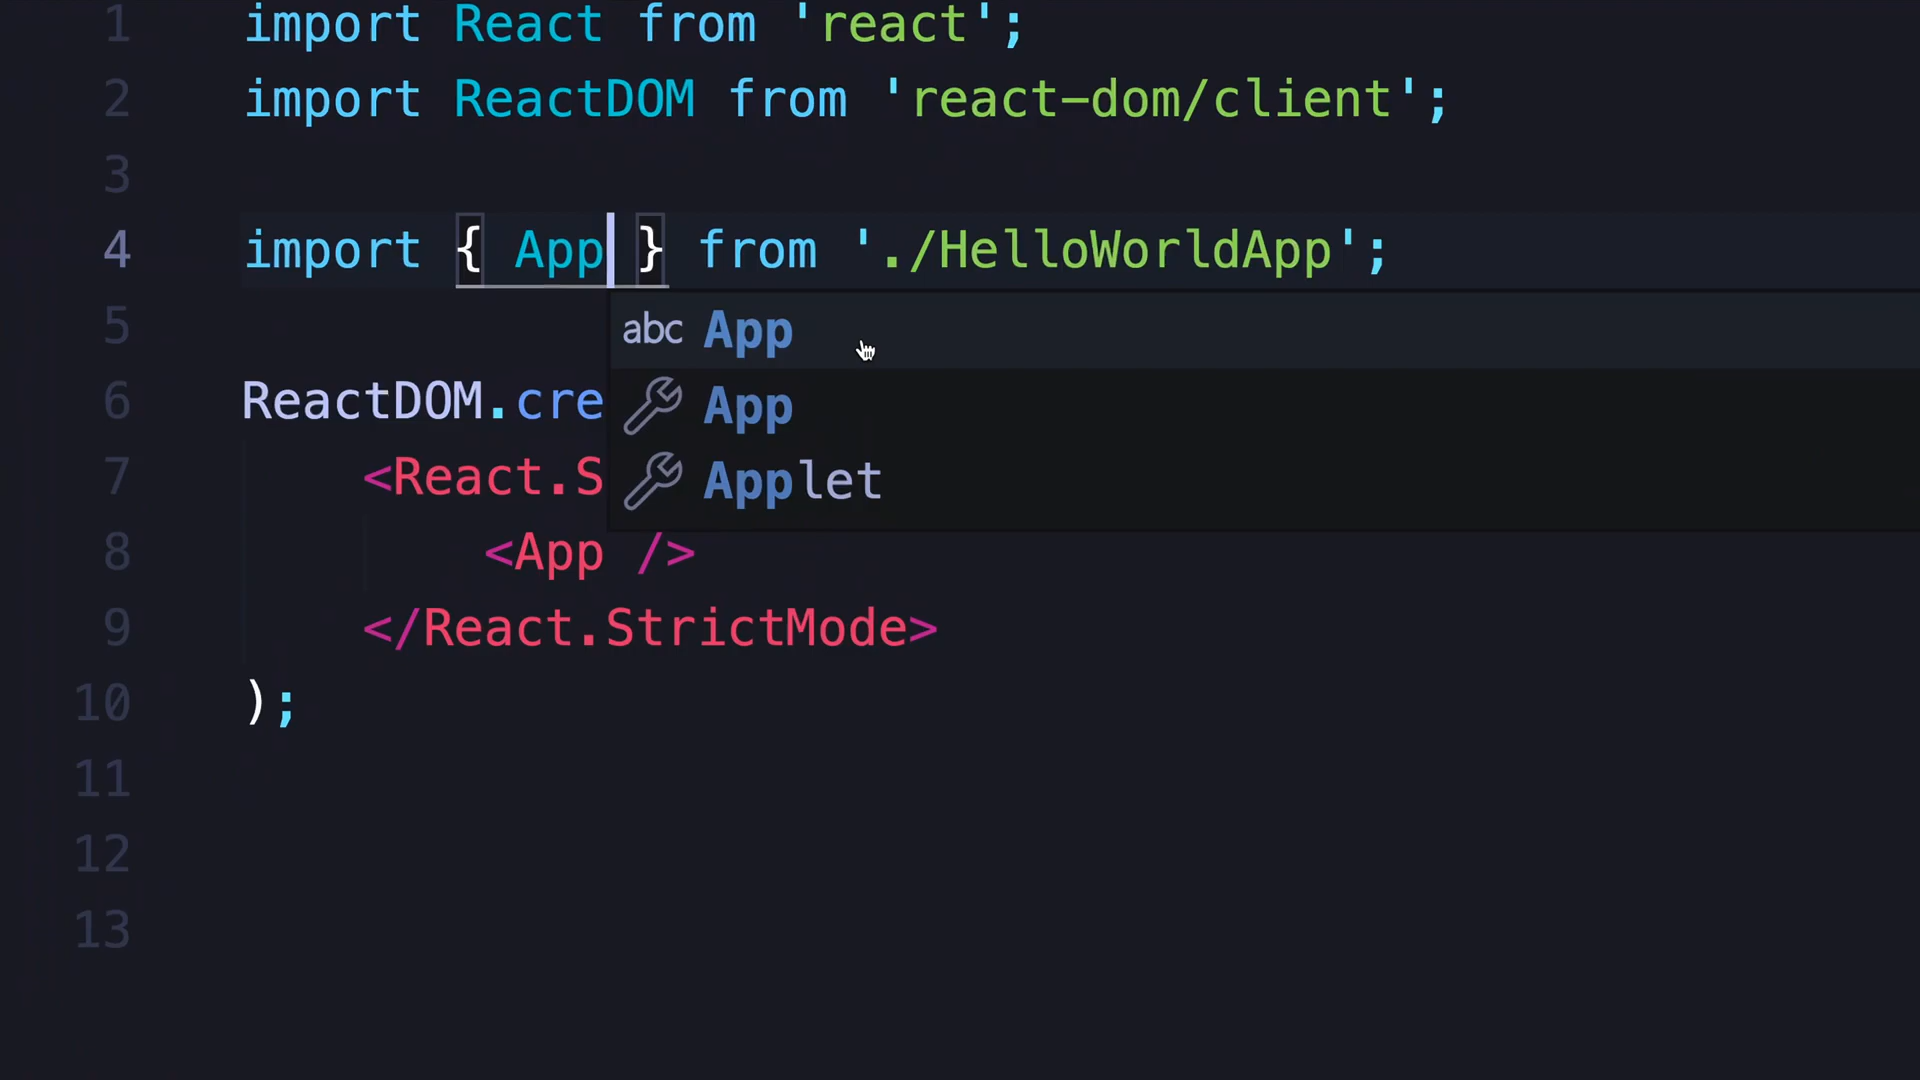 1 import React from 'react';
2 import ReactDOM from 'react-dom/client';
3
4 import { App } from './HelloWorldApp';
5 abc App
App
6 ReactDOM.cre
7 <React.S
Applet
8 <App />
9 </React.StrictMode>
10 );
11
12
13